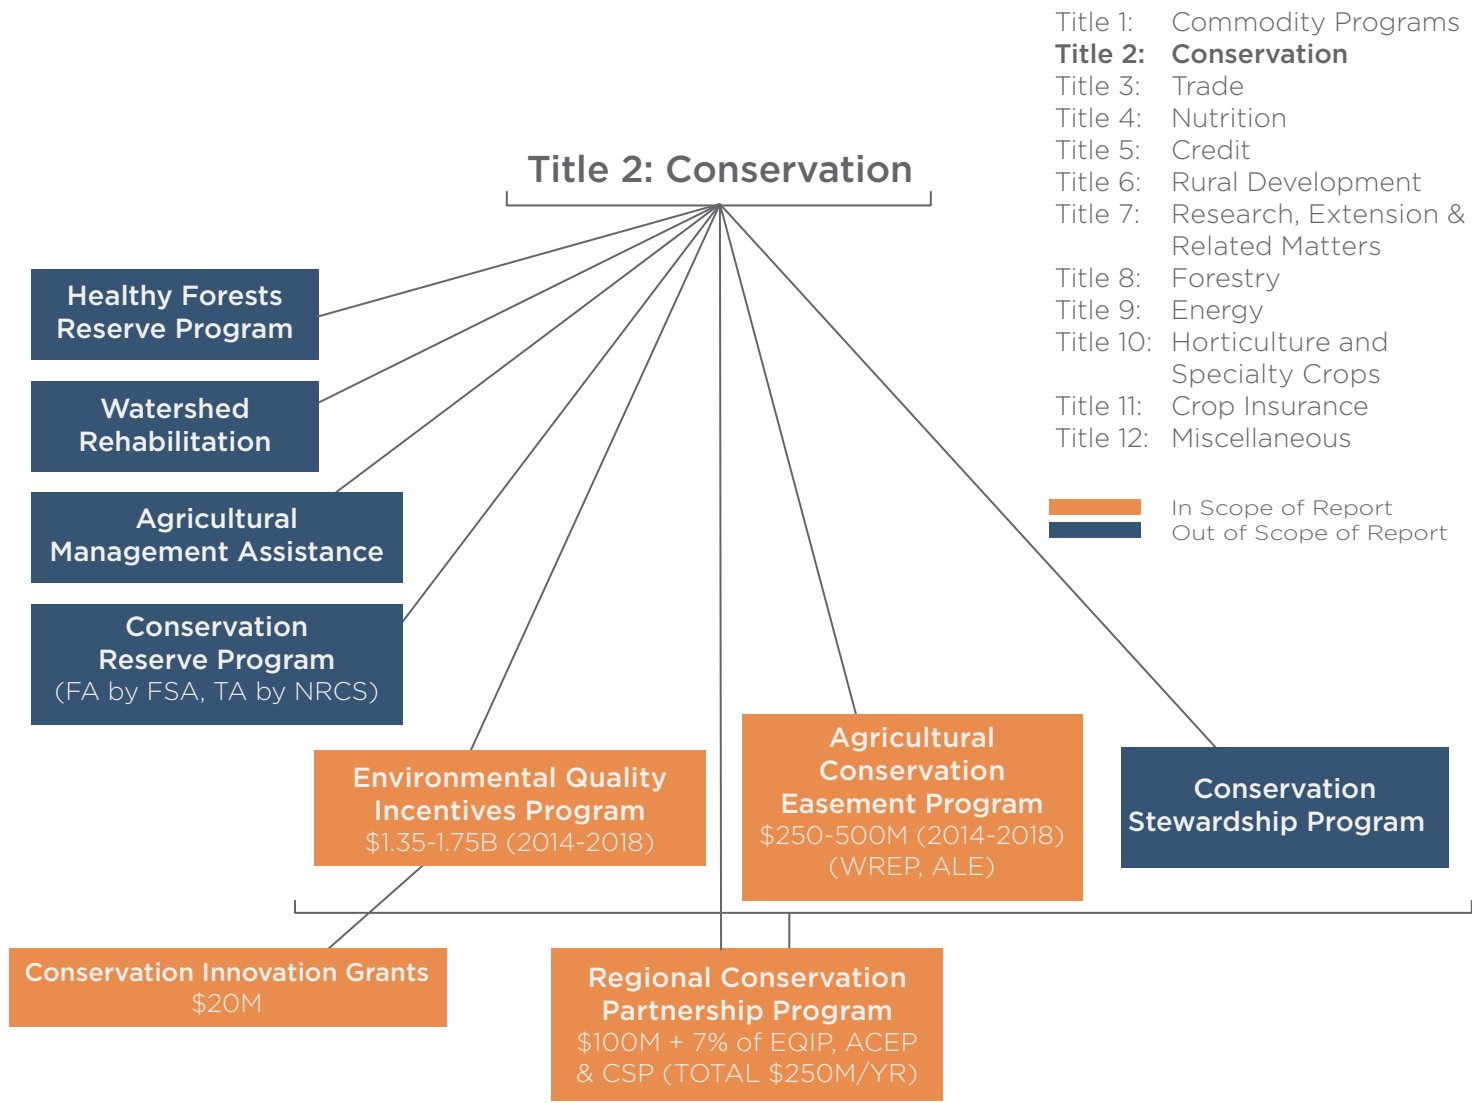 Title 1: Commodity Programs
Title 2: Conservation
Title 3: Trade
Title 4: Nutrition
Title 5: Credit
Title 6: Rural Development
Title 7: Research, Extension &
Related Matters
Title 8: Forestry
Title 9: Energy
Title 10: Horticulture and
Specialty Crops
Title 11: Crop Insurance
Title 12: Miscellaneous
In Scope of Report
Out of Scope of Report
Title 2: Conservation
Healthy Forests
Reserve Program
Watershed
Rehabilitation
Agricultural
Management Assistance
Conservation
Reserve Program
(FA by FSA, TA by NRCS)
Environmental Quality
Incentives Program
$1.35-1.75B (2014-2018)
Agricultural
Conservation
Easement Program
$250-500M (2014-2018)
(WREP, ALE)
Conservation
Stewardship Program
Conservation Innovation Grants
$20M
Regional Conservation
Partnership Program
$100M + 7% of EQIP, ACEP
& CSP (TOTAL $250M/YR)